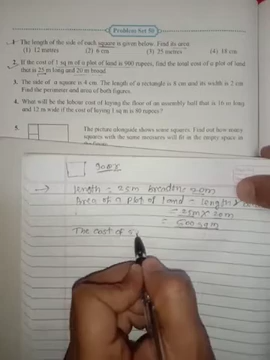 Problem Set 50
1. The length of the side of each square is given below. Find its area.
(1) 12 metres (2) 6 cm (3) 25 metres (4) 18 cm
2. If the cost of 1 sq m of a plot of land is 900 rupees, find the total cost of a plot of land
that is 25 m long and 20 m broad.
3. The side of a square is 4 cm. The length of a rectangle is 8 cm and its width is 2 cm.
Find the perimeter and area of both figures.
4. What will be the labour cost of laying the floor of an assembly hall that is 16 m long
and 12 m wide if the cost of laying 1 sq m is 80 rupees?
5. The picture alongside shows some squares. Find out how many
squares with the same measures will fit in the empty space in
the figure.
length = 25m breadth = 20m
Area of a plot of land = length x
= 25m x 20m
= 500 sqm
The cost of